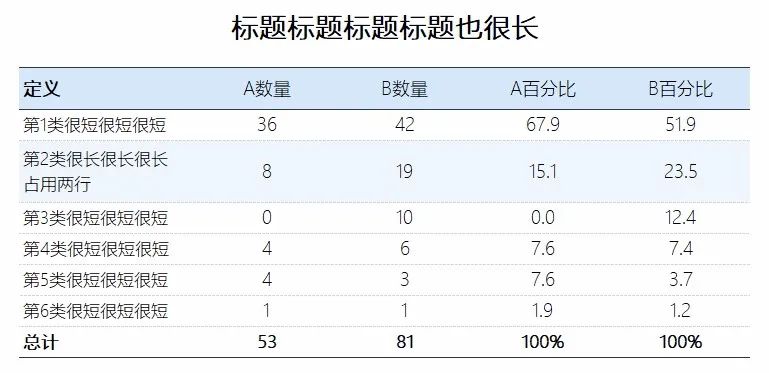 标题标题标题标题也很长
定义 A数量 B数量 A百分比 B百分比
第1类很短很短很短 36 42 67.9 51.9
第2类很长很长很长
占用两行 8 19 15.1 23.5
第3类很短很短很短 0 10 0.0 12.4
第4类很短很短很短 4 6 7.6 7.4
第5类很短很短很短 4 3 7.6 3.7
第6类很短很短很短 1 1 1.9 1.2
总计 53 81 100% 100%